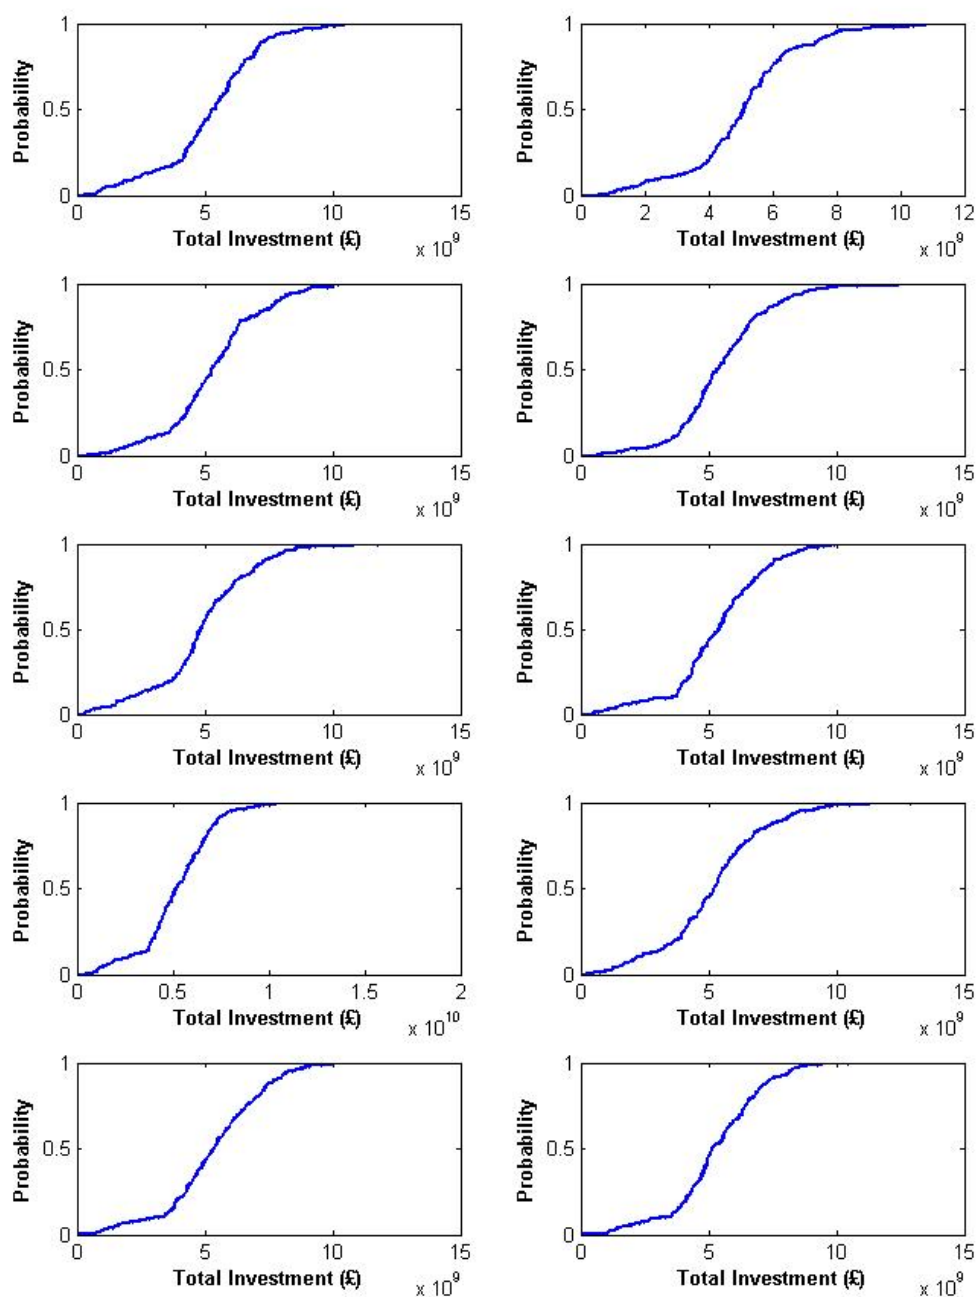 1
0.5
0
Probability
0 5 10 15
Total Investment (£)
x 10^9
1
0.5
0
Probability
0 2 4 6 8 10 12
Total Investment (£)
x 10^9
1
0.5
0
Probability
0 5 10 15
Total Investment (£)
x 10^9
1
0.5
0
Probability
0 5 10 15
Total Investment (£)
x 10^9
1
0.5
0
Probability
0 5 10 15
Total Investment (£)
x 10^9
1
0.5
0
Probability
0 5 10 15
Total Investment (£)
x 10^9
1
0.5
0
Probability
0 0.5 1 1.5 2
Total Investment (£)
x 10^10
1
0.5
0
Probability
0 5 10 15
Total Investment (£)
x 10^9
1
0.5
0
Probability
0 5 10 15
Total Investment (£)
x 10^9
1
0.5
0
Probability
0 5 10 15
Total Investment (£)
x 10^9